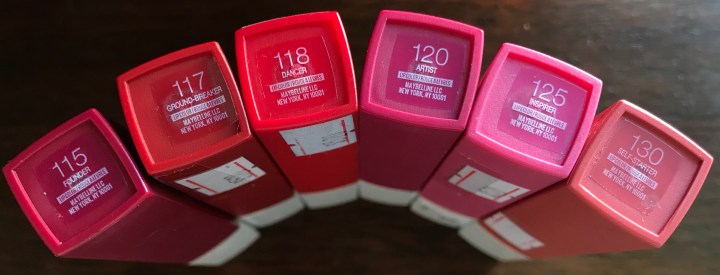 115
FOUNDER
MAYBELLINE LLC
NEW YORK, NY 10001
117
GROUND-BREAKER
MAYBELLINE LLC
NEW YORK, NY 10001
118
DANCER
MAYBELLINE LLC
NEW YORK, NY 10001
120
ARTIST
MAYBELLINE LLC
NEW YORK, NY 10001
125
INSPIRER
MAYBELLINE LLC
NEW YORK, NY 10001
130
SELF-STARTER
MAYBELLINE LLC
NEW YORK, NY 10001